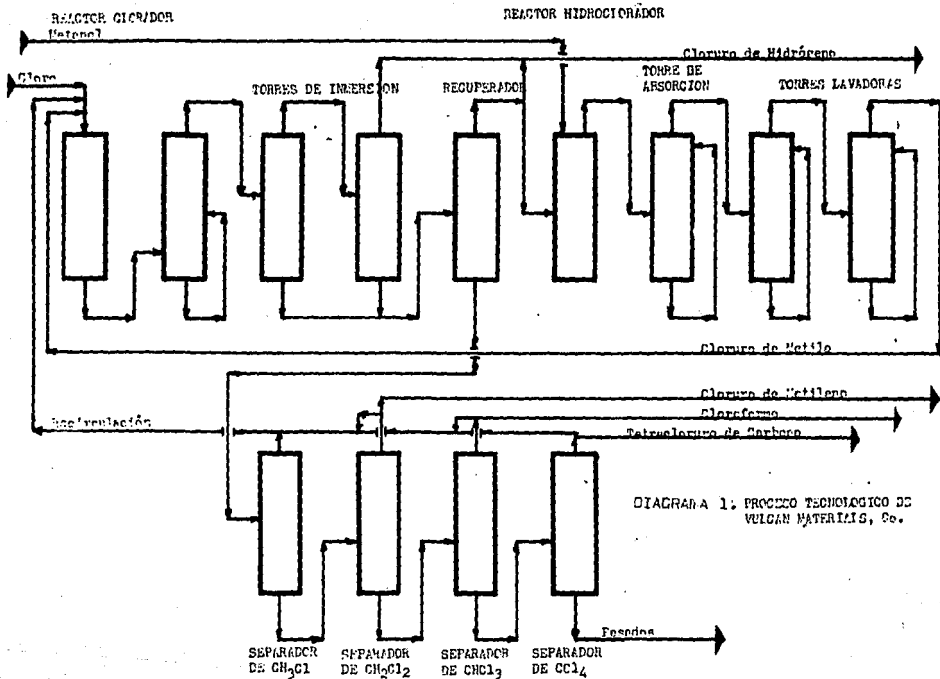 REACTOR CLORADOR
Metanol
REACTOR HIDROCLORADOR
Cloruro de Hidrógeno
Cloro
TORRES DE INMERSION
RECUPERADOR
TORRE DE
ABSORCION
TORRES LAVADORAS
Cloruro de Metilo
Cloruro de Metileno
Cloroformo
Recirculación
Tetracloruro de Carbono
DIAGRAMA 1: PROCESO TECNOLOGICO DE
VULCAN MATERIALS, Co.
Pesados
SEPARADOR
DE CH₃Cl
SEPARADOR
DE CH₂Cl₂
SEPARADOR
DE CHCl₃
SEPARADOR
DE CCl₄